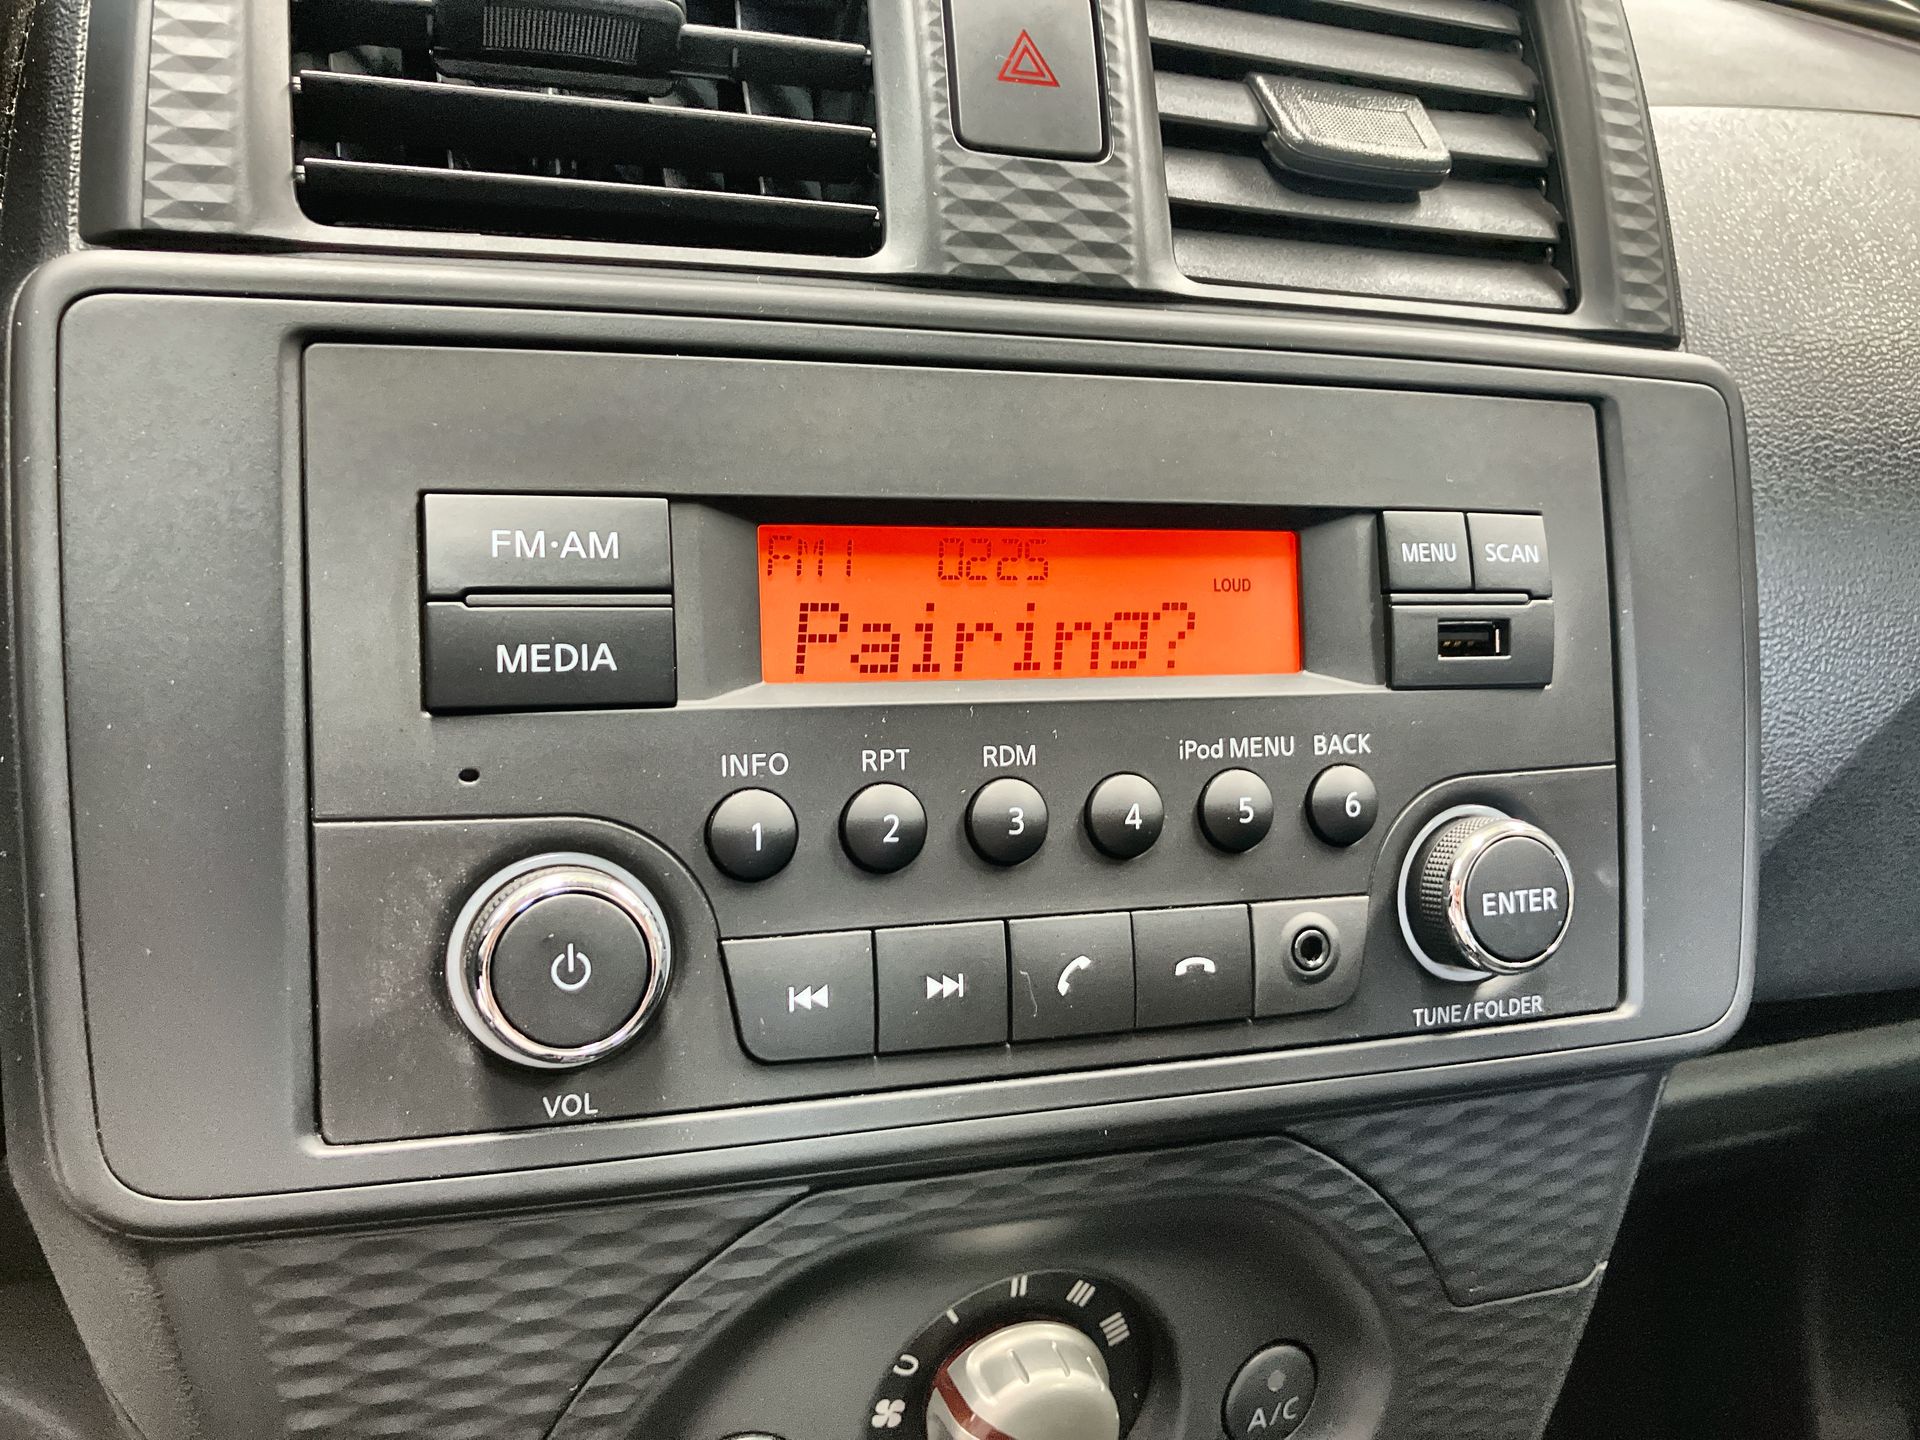 FM·AM
MEDIA
AM1 0225
LOUD
Pairing?
MENU
SCAN
INFO
RPT
RDM
iPod MENU
BACK
1
2
3
4
5
6
ENTER
TUNE/FOLDER
VOL
A/C